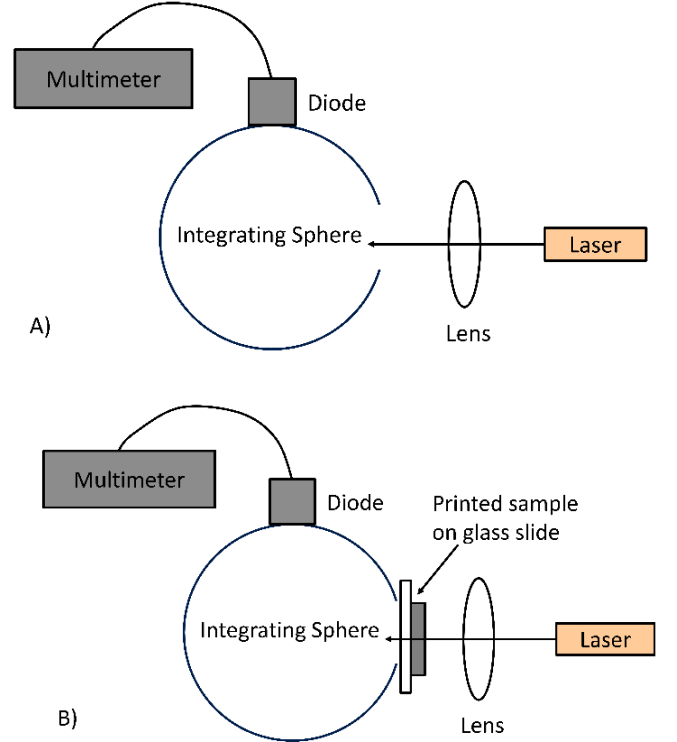 Multimeter
Diode
Integrating Sphere
Laser
Lens
A)
Multimeter
Diode
Printed sample
on glass slide
Integrating Sphere
Laser
Lens
B)